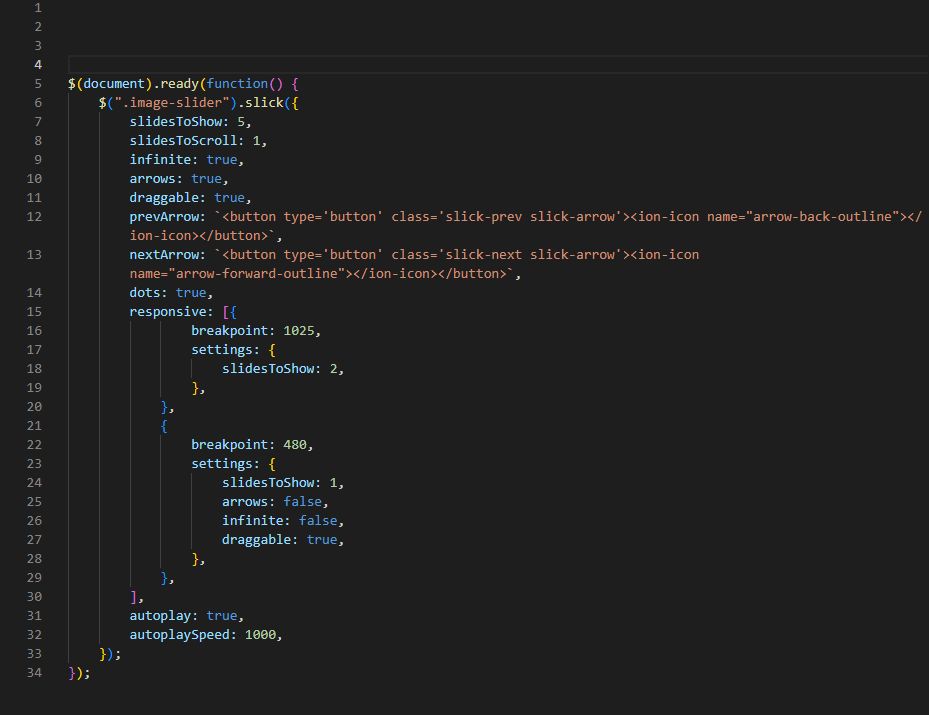 1
2
3
4
5 $(document).ready(function() {
6     $(".image-slider").slick({
7         slidesToShow: 5,
8         slidesToScroll: 1,
9         infinite: true,
10         arrows: true,
11         draggable: true,
12         prevArrow: `<button type='button' class='slick-prev slick-arrow'><ion-icon name="arrow-back-outline"></
ion-icon></button>`,
13         nextArrow: `<button type='button' class='slick-next slick-arrow'><ion-icon
name="arrow-forward-outline"></ion-icon></button>`,
14         dots: true,
15         responsive: [{
16                 breakpoint: 1025,
17                 settings: {
18                     slidesToShow: 2,
19                 },
20             },
21             {
22                 breakpoint: 480,
23                 settings: {
24                     slidesToShow: 1,
25                     arrows: false,
26                     infinite: false,
27                     draggable: true,
28                 },
29             },
30         ],
31         autoplay: true,
32         autoplaySpeed: 1000,
33     });
34 });